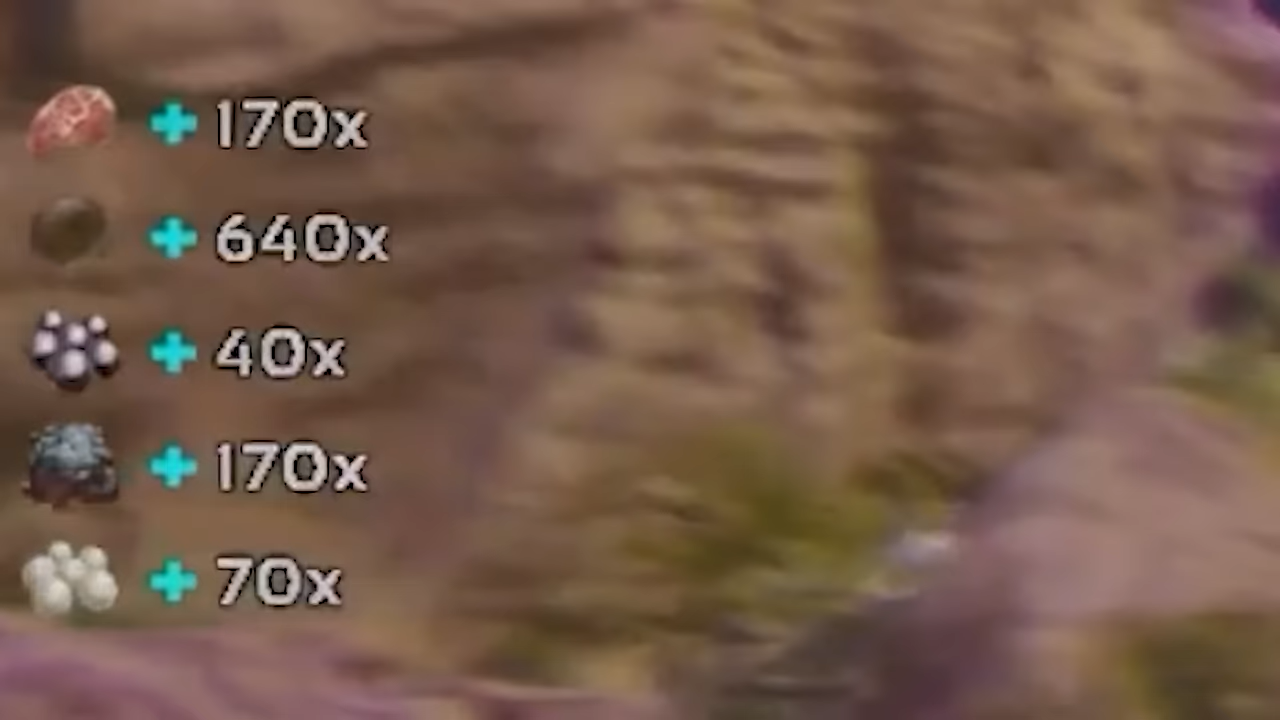 + 170x
+ 640x
+ 40x
+ 170x
+ 70x